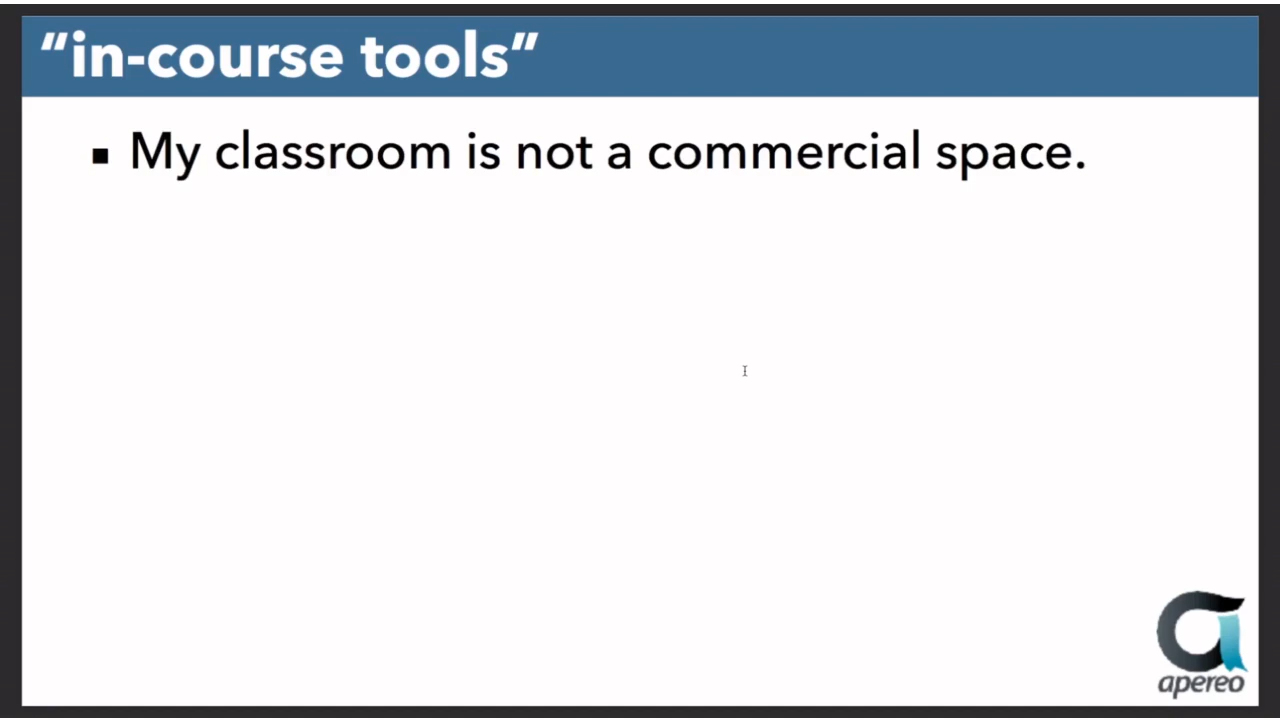 “in-course tools”
▪ My classroom is not a commercial space.
apereo